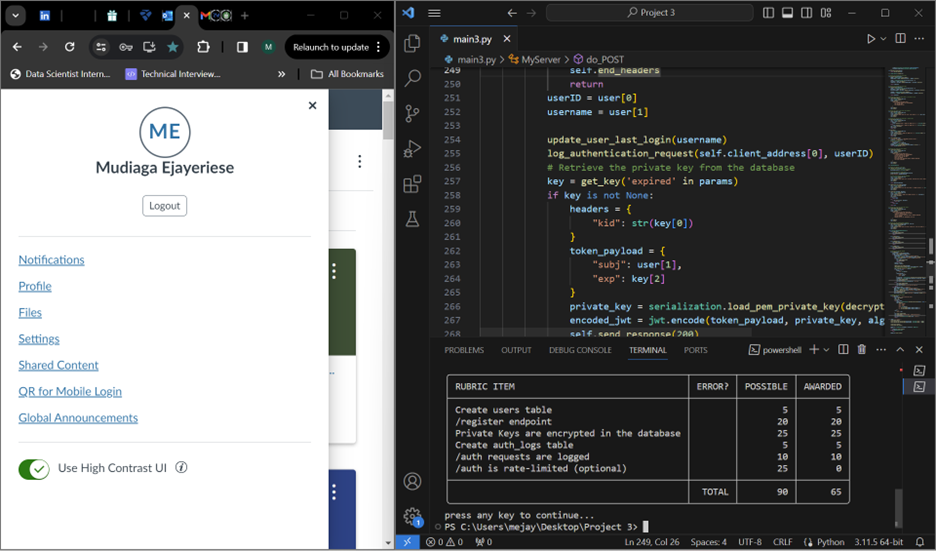 Relaunch to update
Data Scientist Intern...
Technical Interview...
»
All Bookmarks
ME
Mudiaga Ejayeriese
Logout
Notifications
Profile
Files
Settings
Shared Content
QR for Mobile Login
Global Announcements
Use High Contrast UI
Project 3
main3.py
main3.py > MyServer > do_POST
249 self.end_headers
250 return
251 userID = user[0]
252 username = user[1]
253
254 update_user_last_login(username)
255 log_authentication_request(self.client_address[0], userID)
256 # Retrieve the private key from the database
257 key = get_key('expired' in params)
258 if key is not None:
259 headers = {
260 "kid": str(key[0])
261 }
262 token_payload = {
263 "subj": user[1],
264 "exp": key[2]
265 }
266 private_key = serialization.load_pem_private_key(decrypt
267 encoded_jwt = jwt.encode(token_payload, private_key, alg
268 self.send_response(200)
PROBLEMS OUTPUT DEBUG CONSOLE TERMINAL PORTS powershell
RUBRIC ITEM ERROR? POSSIBLE AWARDED
Create users table 5 5
/register endpoint 20 20
Private Keys are encrypted in the database 25 25
Create auth_logs table 5 5
/auth requests are logged 10 10
/auth is rate-limited (optional) 25 0
TOTAL 90 65
press any key to continue...
PS C:\Users\mejay\Desktop\Project 3>
0 0 0 Ln 249, Col 26 Spaces: 4 UTF-8 CRLF Python 3.11.5 64-bit